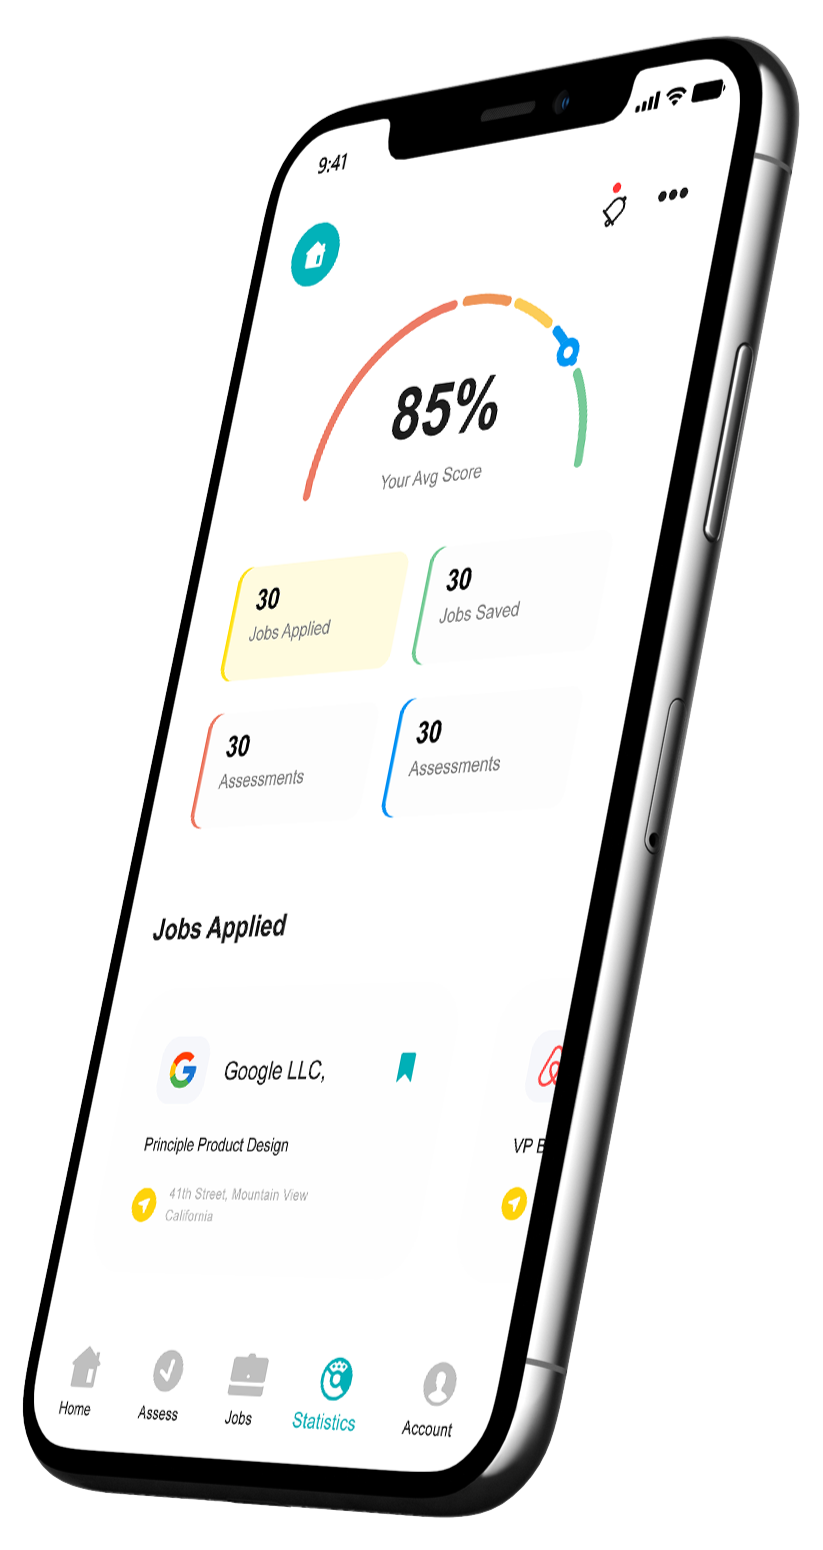 9:41
85%
Your Avg Score
30
Jobs Applied
30
Jobs Saved
30
Assessments
30
Assessments
Jobs Applied
Google LLC,
Principle Product Design
41th Street, Mountain View
California
VP
Home
Assess
Jobs
Statistics
Account